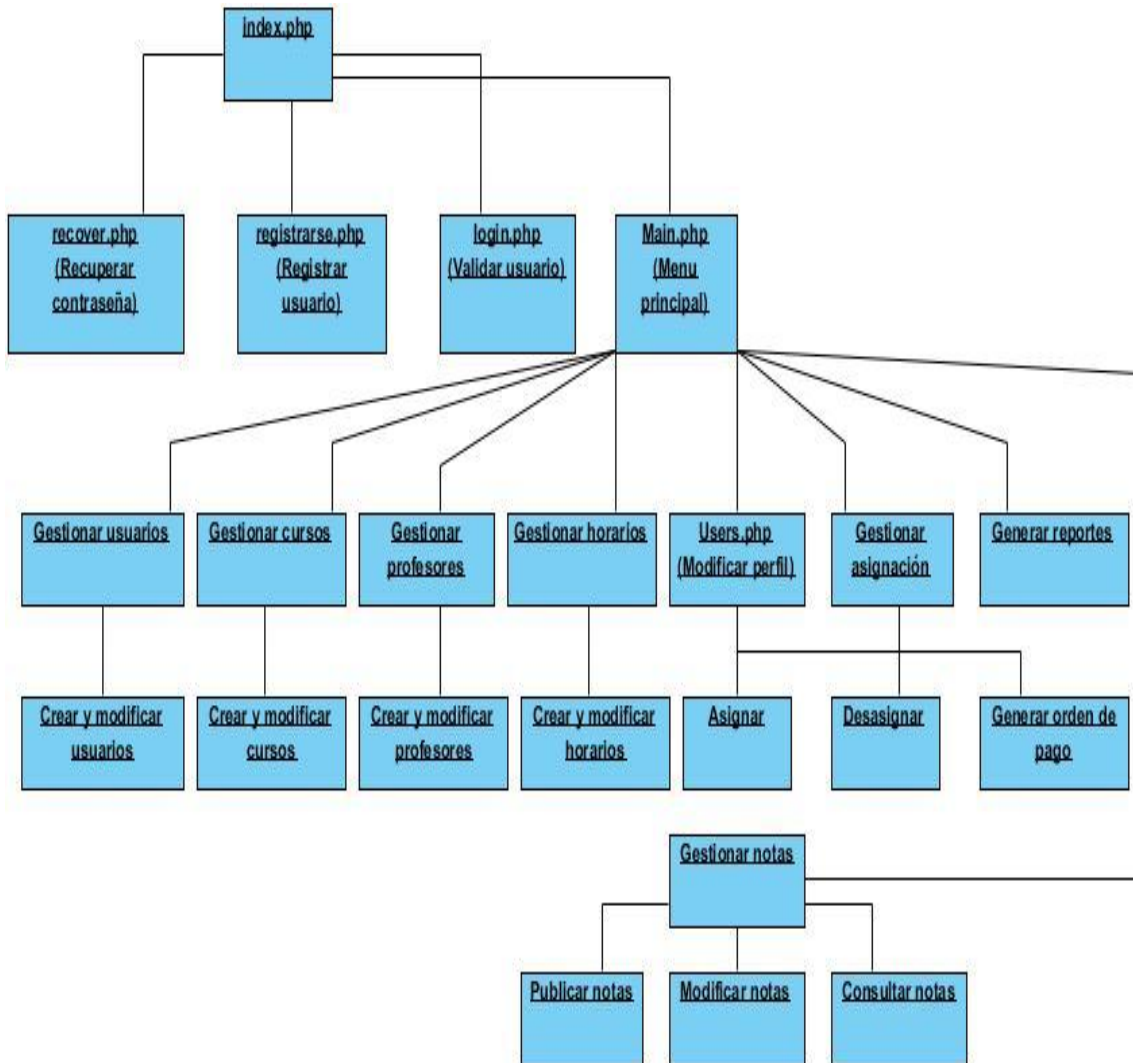 index.php
recover.php
(Recuperar
contraseña)
registrarse.php
(Registrar
usuario)
login.php
(Validar usuario)
Main.php
(Menu
principal)
Gestionar usuarios
Gestionar cursos
Gestionar
profesores
Gestionar horarios
Users.php
(Modificar perfil)
Gestionar
asignación
Generar reportes
Crear y modificar
usuarios
Crear y modificar
cursos
Crear y modificar
profesores
Crear y modificar
horarios
Asignar
Desasignar
Generar orden de
pago
Gestionar notas
Publicar notas
Modificar notas
Consultar notas